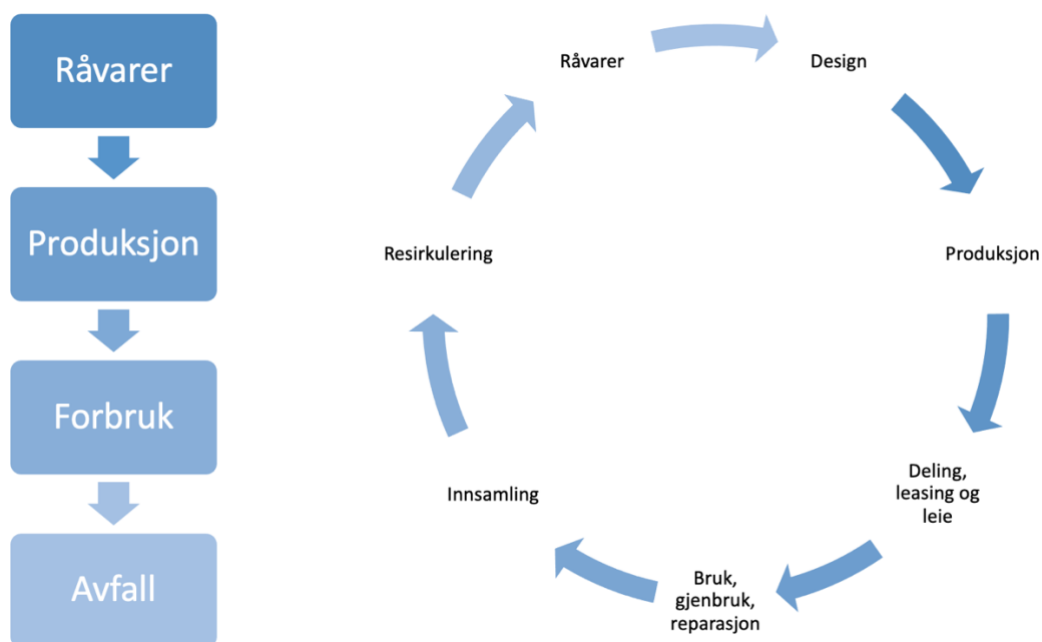 Råvarer
Produksjon
Forbruk
Avfall
Råvarer
Design
Produksjon
Deling,
leasing og
leie
Bruk,
gjenbruk,
reparasjon
Innsamling
Resirkulering